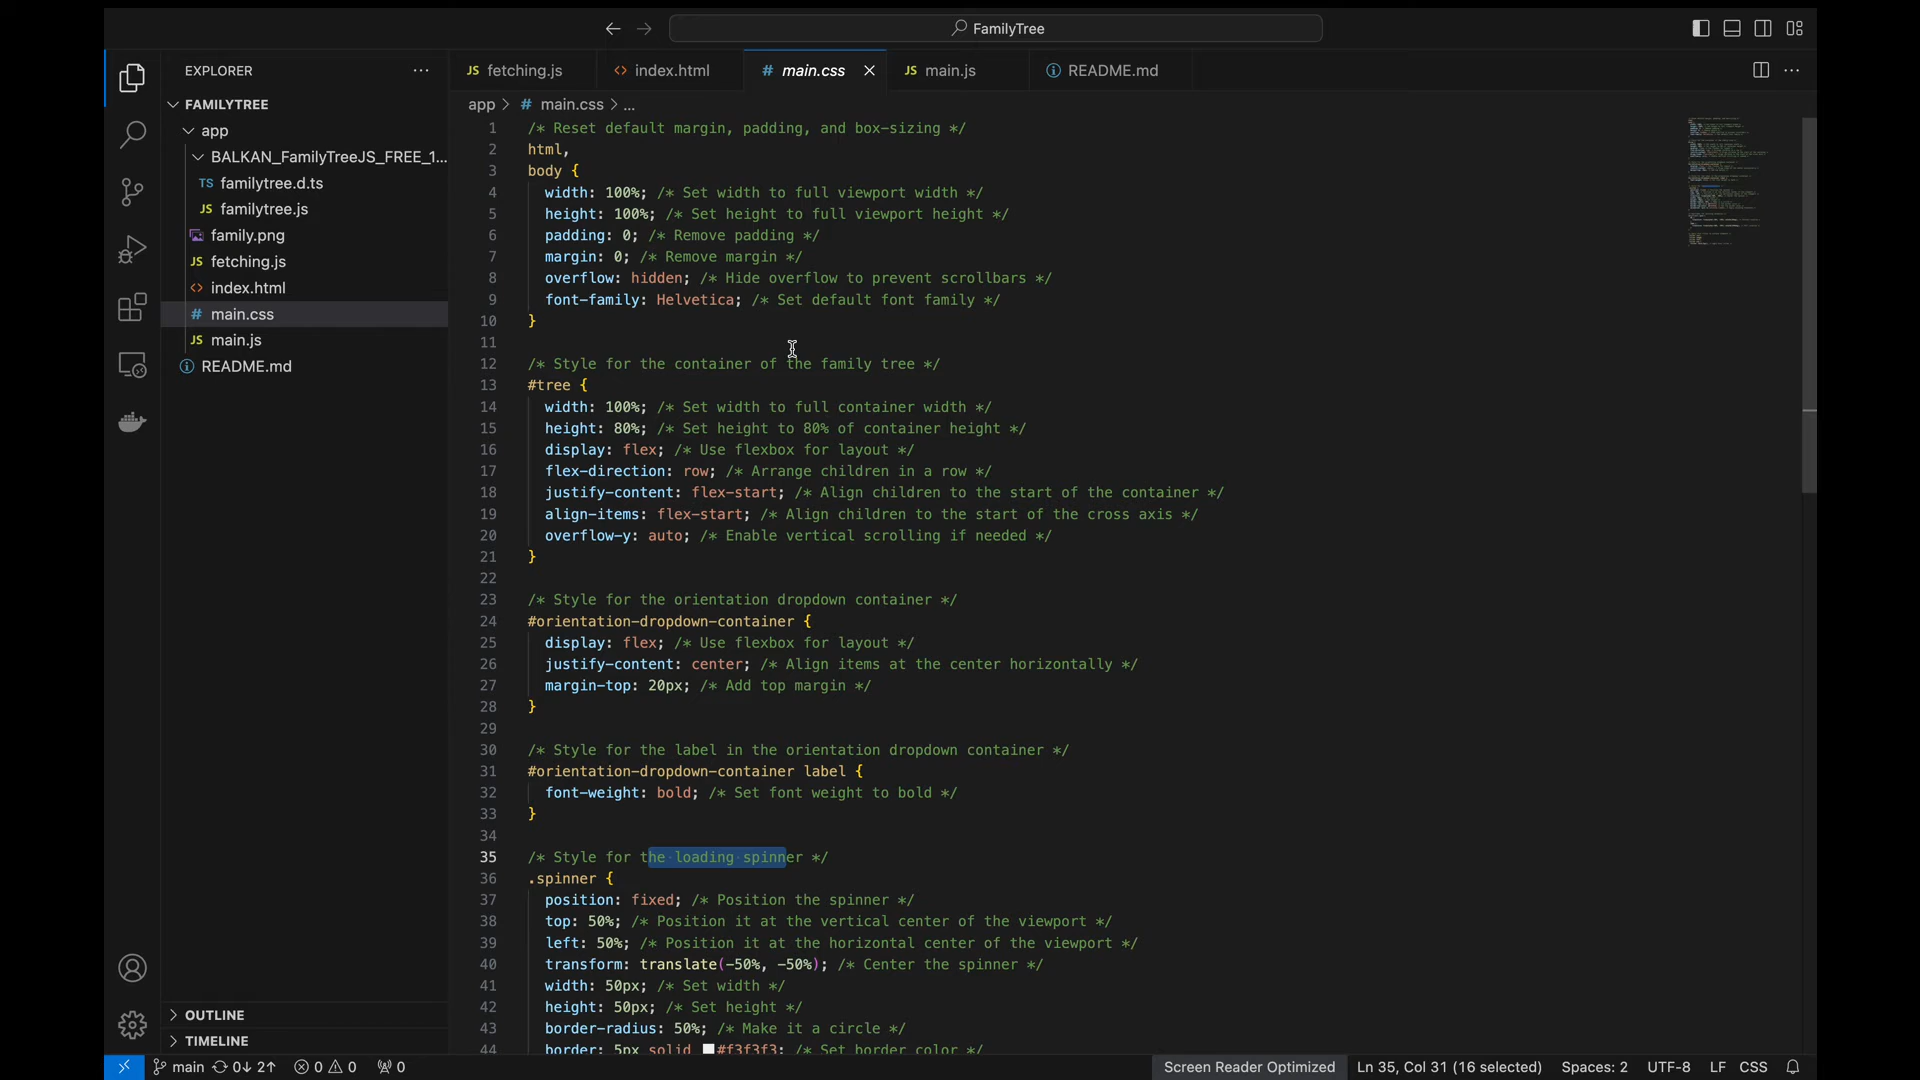 FamilyTree
EXPLORER
FAMILYTREE
app
BALKAN_FamilyTreeJS_FREE_1...
TS familytree.d.ts
JS familytree.js
family.png
JS fetching.js
<> index.html
# main.css
JS main.js
README.md
OUTLINE
TIMELINE
JS fetching.js
<> index.html
# main.css
JS main.js
README.md
app > # main.css > ...
1 /* Reset default margin, padding, and box-sizing */
2 html,
3 body {
4 width: 100%; /* Set width to full viewport width */
5 height: 100%; /* Set height to full viewport height */
6 padding: 0; /* Remove padding */
7 margin: 0; /* Remove margin */
8 overflow: hidden; /* Hide overflow to prevent scrollbars */
9 font-family: Helvetica; /* Set default font family */
10 }
11
12 /* Style for the container of the family tree */
13 #tree {
14 width: 100%; /* Set width to full container width */
15 height: 80%; /* Set height to 80% of container height */
16 display: flex; /* Use flexbox for layout */
17 flex-direction: row; /* Arrange children in a row */
18 justify-content: flex-start; /* Align children to the start of the container */
19 align-items: flex-start; /* Align children to the start of the cross axis */
20 overflow-y: auto; /* Enable vertical scrolling if needed */
21 }
22
23 /* Style for the orientation dropdown container */
24 #orientation-dropdown-container {
25 display: flex; /* Use flexbox for layout */
26 justify-content: center; /* Align items at the center horizontally */
27 margin-top: 20px; /* Add top margin */
28 }
29
30 /* Style for the label in the orientation dropdown container */
31 #orientation-dropdown-container label {
32 font-weight: bold; /* Set font weight to bold */
33 }
34
35 /* Style for the loading spinner */
36 .spinner {
37 position: fixed; /* Position the spinner */
38 top: 50%; /* Position it at the vertical center of the viewport */
39 left: 50%; /* Position it at the horizontal center of the viewport */
40 transform: translate(-50%, -50%); /* Center the spinner */
41 width: 50px; /* Set width */
42 height: 50px; /* Set height */
43 border-radius: 50%; /* Make it a circle */
44 border: 5px solid #f3f3f3; /* Set border color */
main 0↓ 2↑ 0 0 0
Screen Reader Optimized Ln 35, Col 31 (16 selected) Spaces: 2 UTF-8 LF CSS